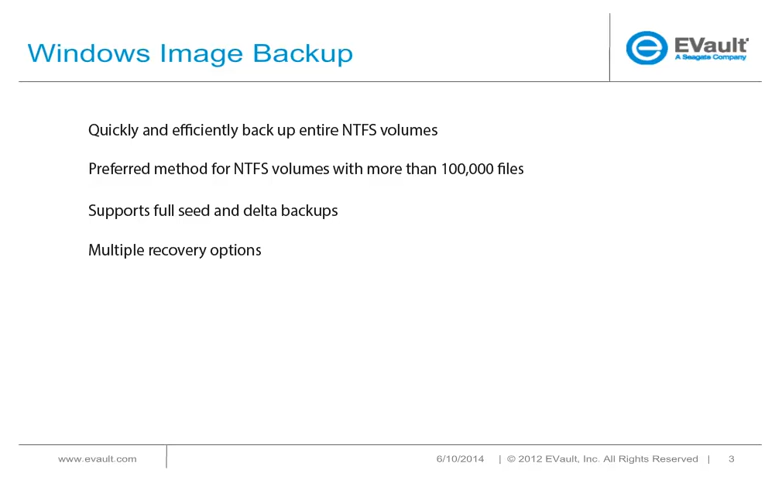 Windows Image Backup
EVault
A Seagate Company
Quickly and efficiently back up entire NTFS volumes
Preferred method for NTFS volumes with more than 100,000 files
Supports full seed and delta backups
Multiple recovery options
www.evault.com
6/10/2014 | © 2012 EVault, Inc. All Rights Reserved | 3